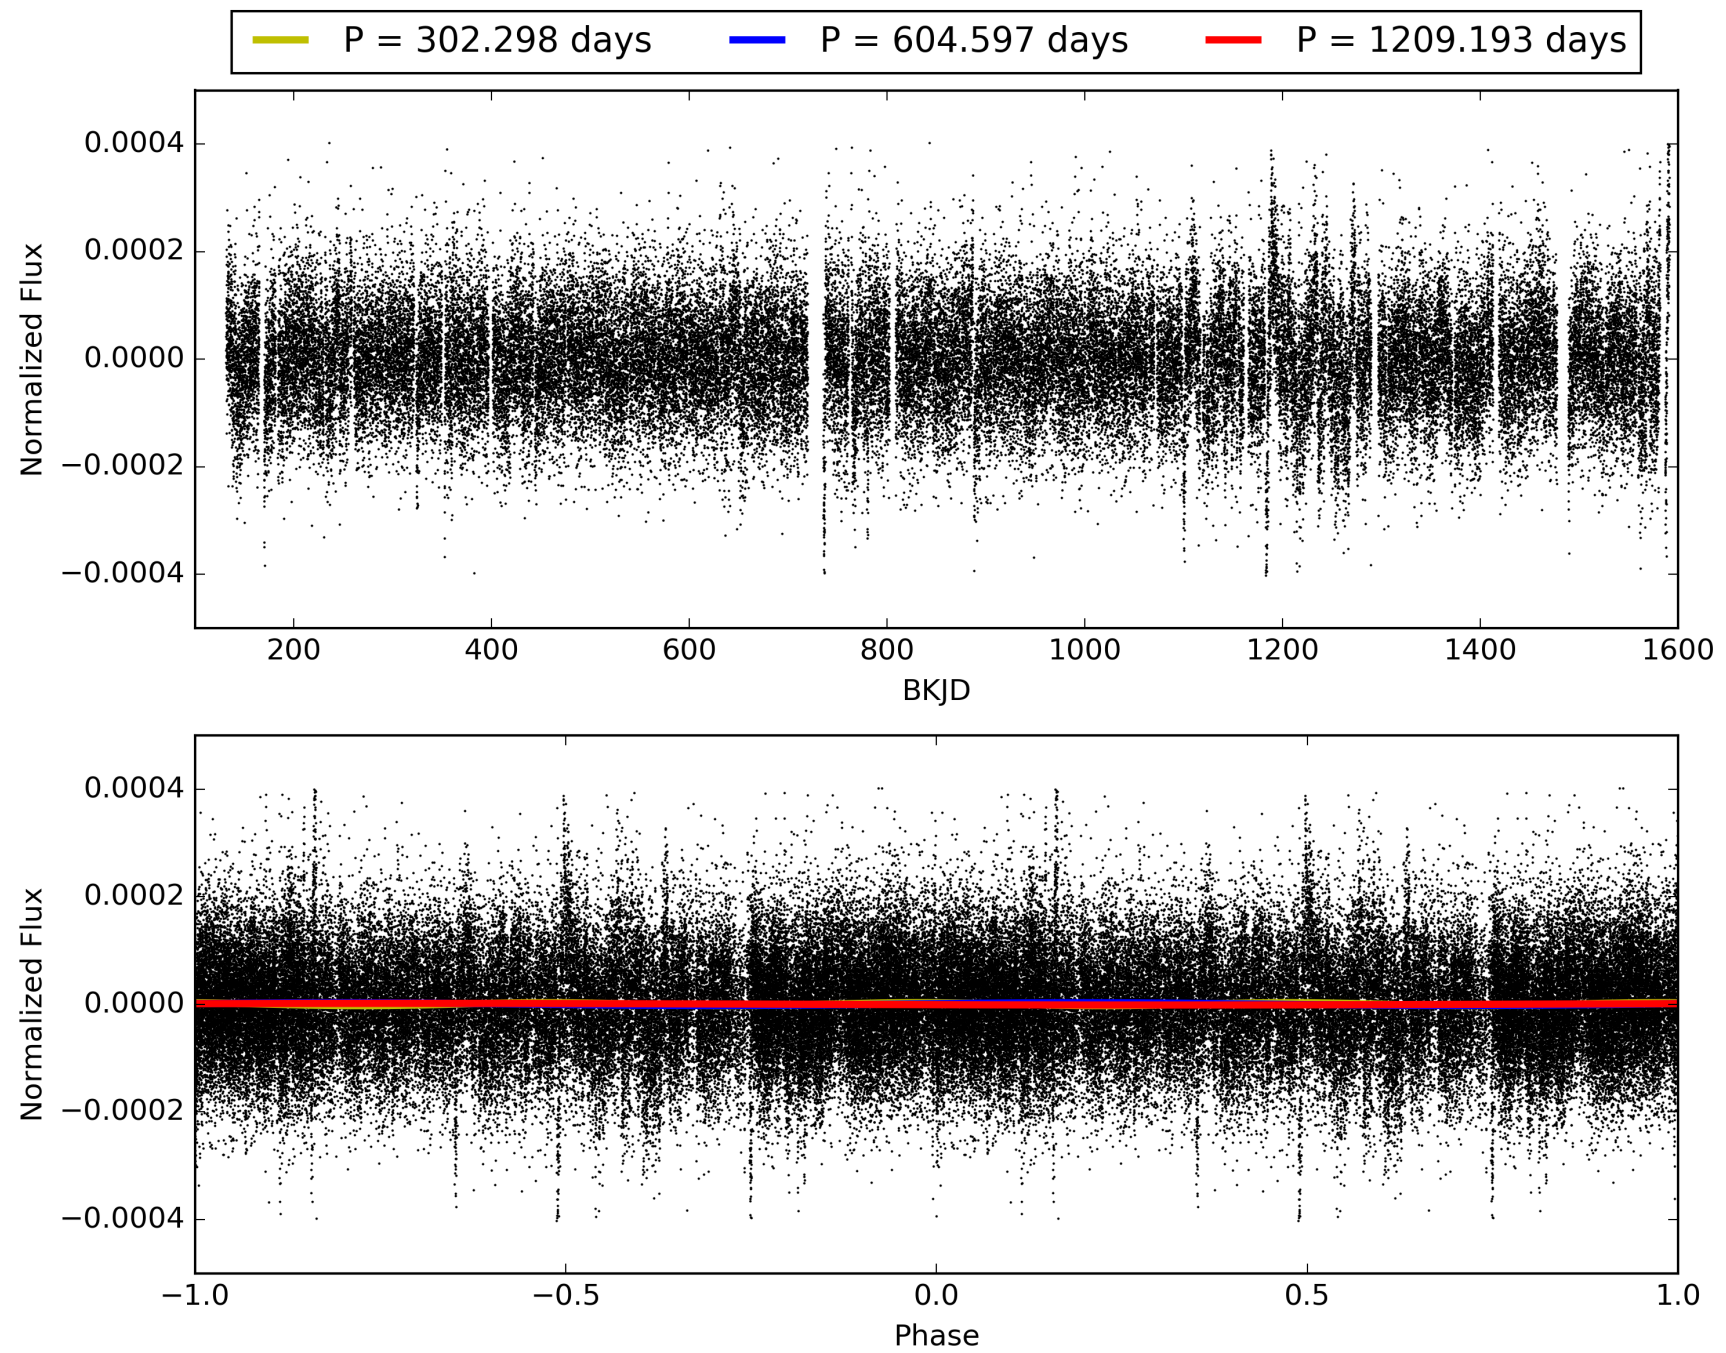 P = 302.298 days P = 604.597 days P = 1209.193 days
0.0004
0.0002
0.0000
−0.0002
−0.0004
Normalized Flux
200 400 600 800 1000 1200 1400 1600
BKJD
0.0004
0.0002
0.0000
−0.0002
−0.0004
Normalized Flux
−1.0 −0.5 0.0 0.5 1.0
Phase